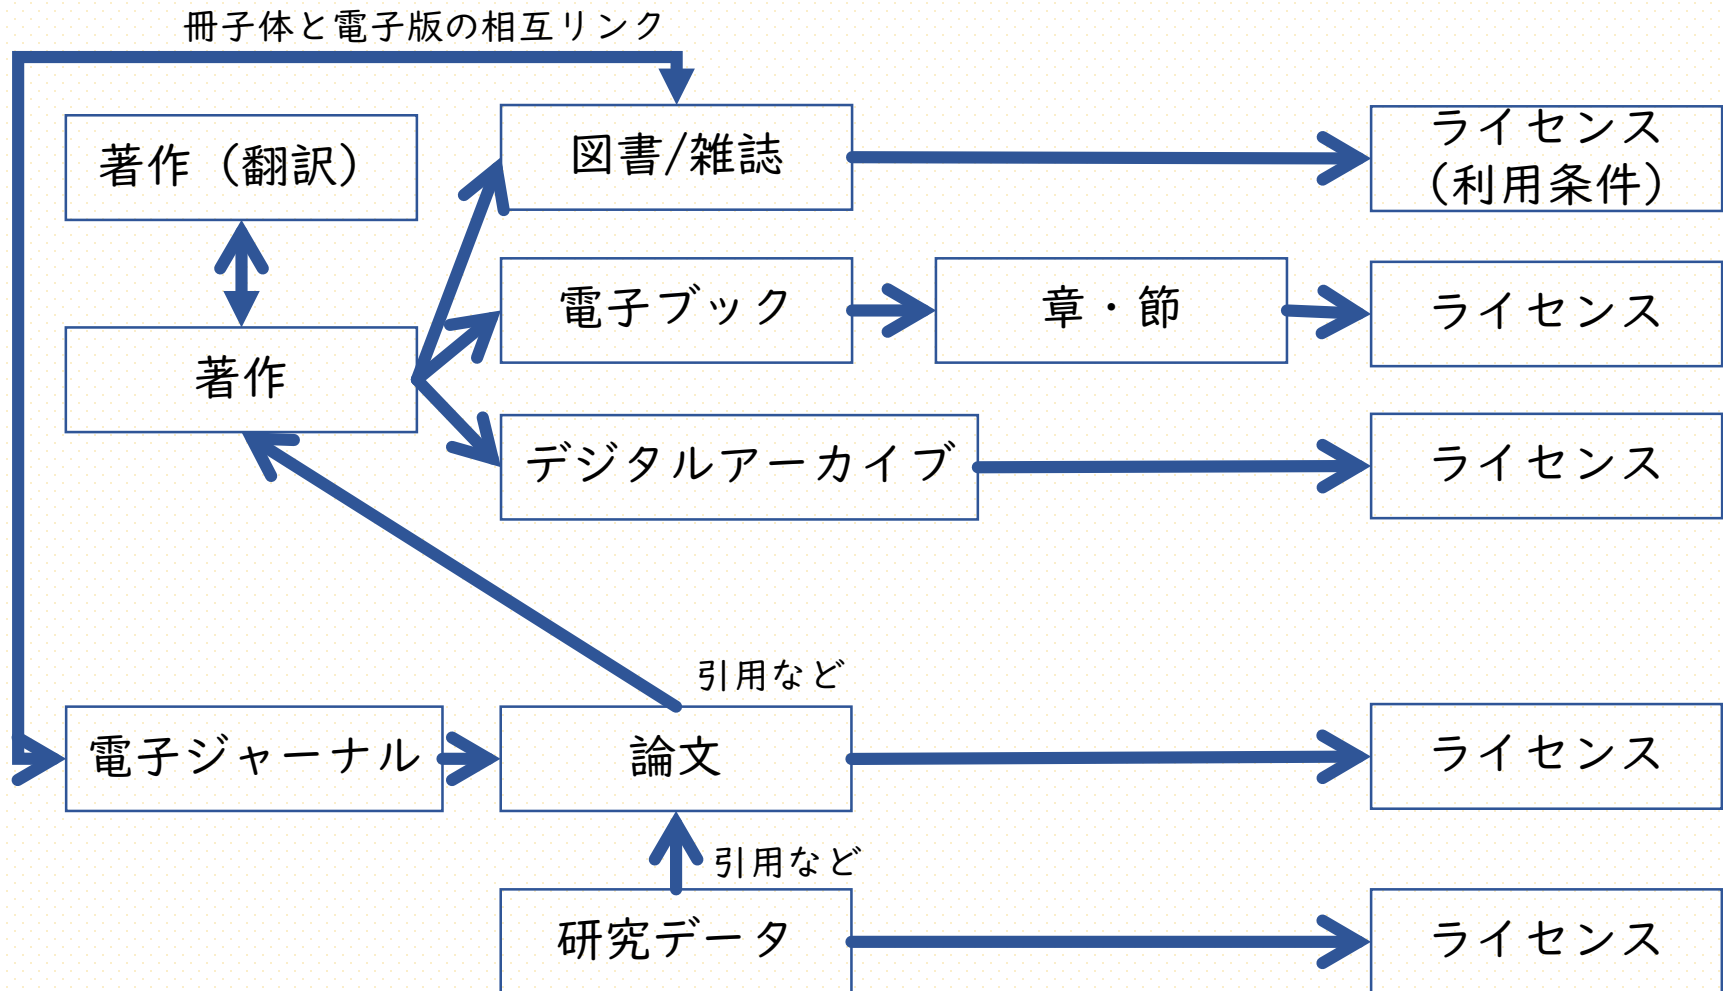 冊子体と電子版の相互リンク
図書/雑誌
ライセンス
（利用条件）
著作（翻訳）
電子ブック
章・節
ライセンス
著作
デジタルアーカイブ
ライセンス
引用など
電子ジャーナル
論文
ライセンス
引用など
研究データ
ライセンス